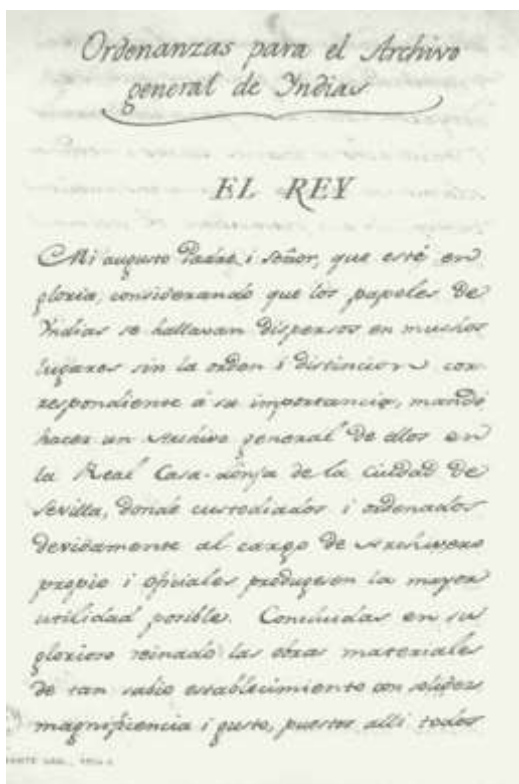 Ordenanzas para el Archivo
general de Yndias
EL REY
Mi augusto Padre i señor, que esté en
gloria, considerando que los papeles de
Yndias se hallavan dispersos en muchos
lugares sin la orden i distincion cor
respondiente á su importancia, mandó
hacer un Archivo general de ellos en
la Real Casa-lonja de la ciudad de
Sevilla, donde custodiados i ordenados
devidamente al cargo de Archivero
propio i oficiales produgesen la mayor
utilidad posible. Concluidas en su
glorioso reinado las obras materiales
de tan sabio establecimiento con solidez,
magnificencia i gusto, puestos alli todos